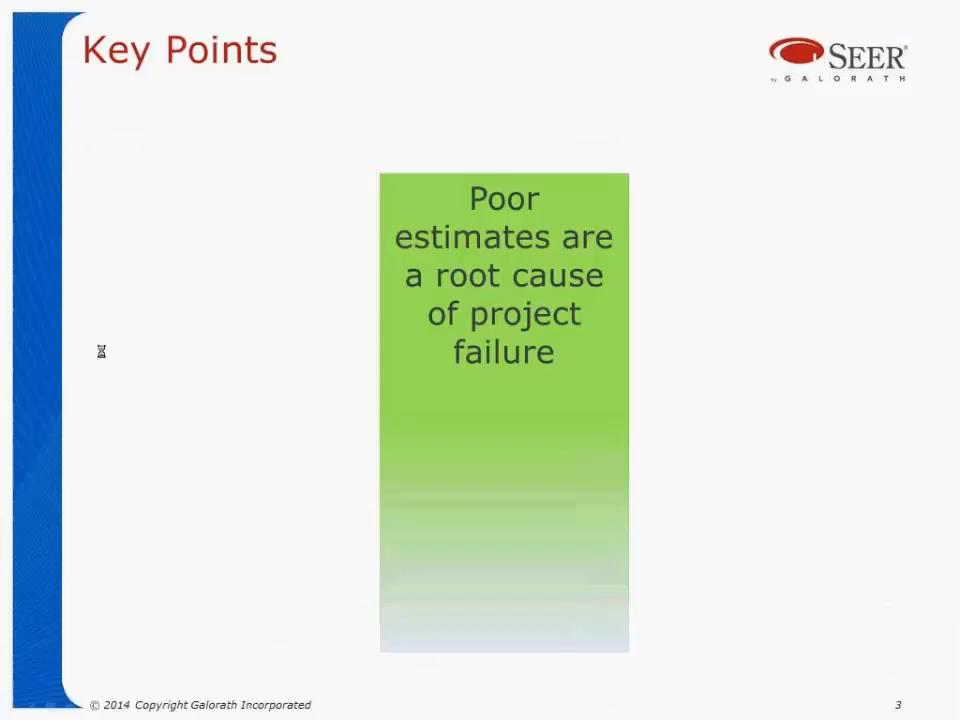 Key Points
SEER®
by GALORATH
Poor
estimates are
a root cause
of project
failure
© 2014 Copyright Galorath Incorporated
3